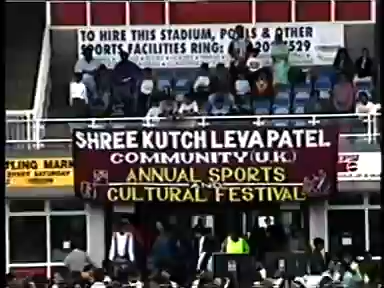 TO HIRE THIS STADIUM, POOLS & OTHER
SPORTS FACILITIES RING:
SHREE KUTCH LEVA PATEL
COMMUNITY (U.K.)
ANNUAL SPORTS
AND
CULTURAL FESTIVAL